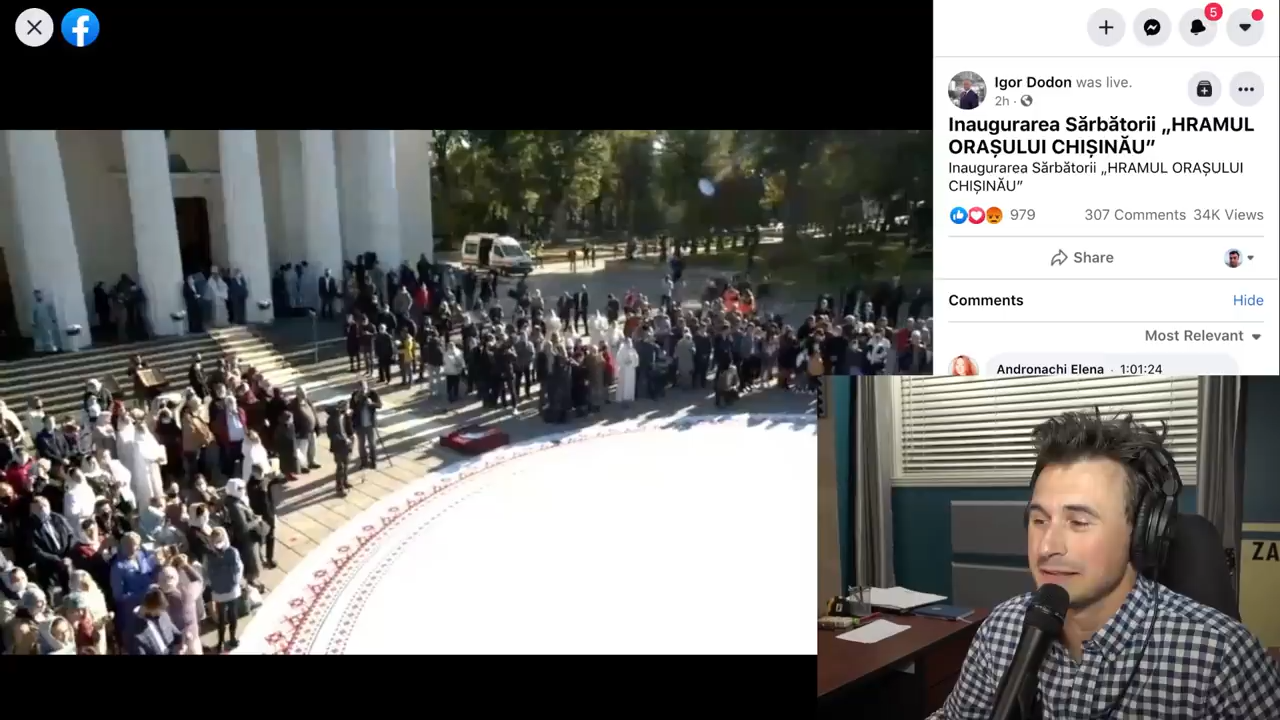 5
Igor Dodon was live.
2h
Inaugurarea Sărbătorii „HRAMUL
ORAȘULUI CHIȘINĂU”
Inaugurarea Sărbătorii „HRAMUL ORAȘULUI
CHIȘINĂU”
979 307 Comments 34K Views
Share
Comments Hide
Most Relevant
Andronachi Elena · 1:01:24
ZA